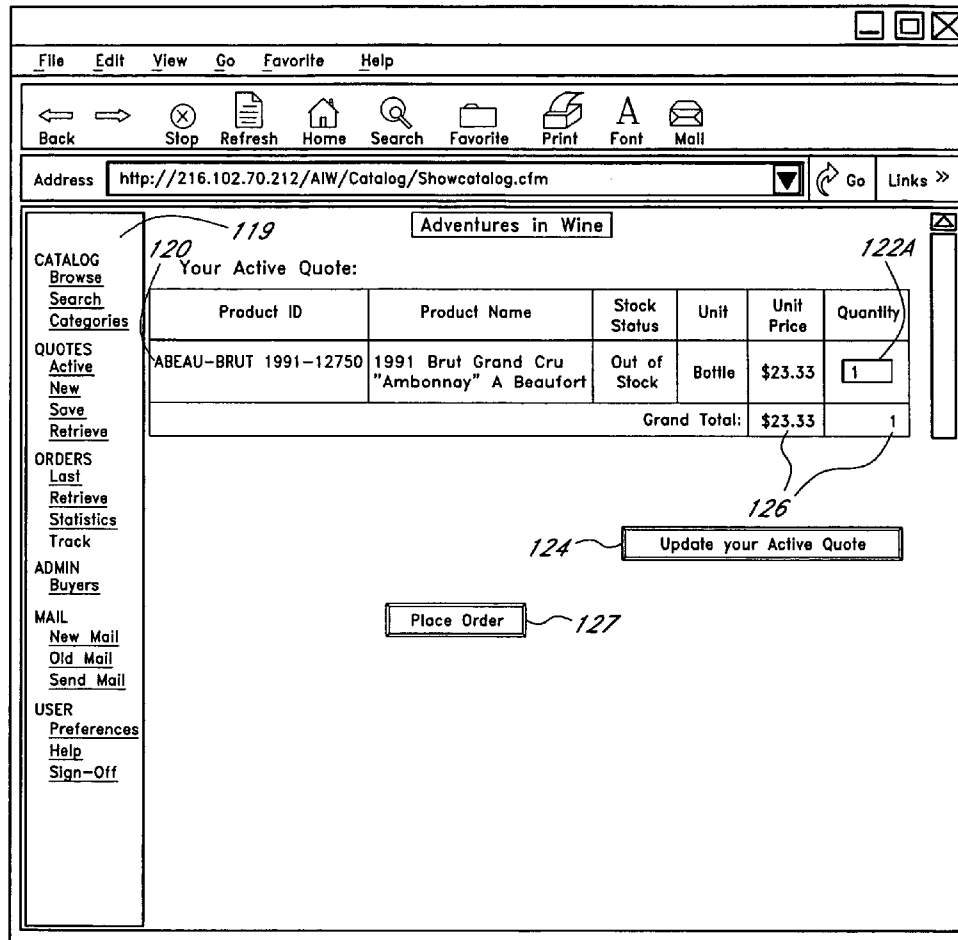 File Edit View Go Favorite Help
Back Stop Refresh Home Search Favorite Print Font Mail
Address http://216.102.70.212/AIW/Catalog/Showcatalog.cfm Go Links »
119
CATALOG
Browse
Search
Categories
QUOTES
Active
New
Save
Retrieve
ORDERS
Last
Retrieve
Statistics
Track
ADMIN
Buyers
MAIL
New Mail
Old Mail
Send Mail
USER
Preferences
Help
Sign-Off
Adventures in Wine
120
Your Active Quote:
122A
Product ID Product Name Stock Status Unit Unit Price Quantity
ABEAU-BRUT 1991-12750 1991 Brut Grand Cru Out of Bottle $23.33 1
"Ambonnay" A Beaufort Stock
Grand Total: $23.33 1
126
124 Update your Active Quote
Place Order 127